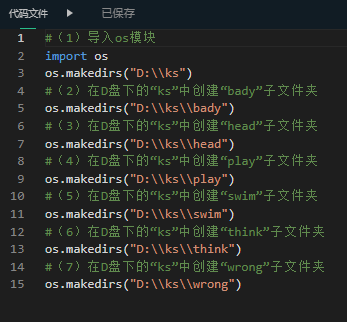 代码文件 已保存
1 #（1）导入os模块
2 import os
3 os.makedirs("D:\\ks")
4 #（2）在D盘下的“ks”中创建“bady”子文件夹
5 os.makedirs("D:\\ks\\bady")
6 #（3）在D盘下的“ks”中创建“head”子文件夹
7 os.makedirs("D:\\ks\\head")
8 #（4）在D盘下的“ks”中创建“play”子文件夹
9 os.makedirs("D:\\ks\\play")
10 #（5）在D盘下的“ks”中创建“swim”子文件夹
11 os.makedirs("D:\\ks\\swim")
12 #（6）在D盘下的“ks”中创建“think”子文件夹
13 os.makedirs("D:\\ks\\think")
14 #（7）在D盘下的“ks”中创建“wrong”子文件夹
15 os.makedirs("D:\\ks\\wrong")